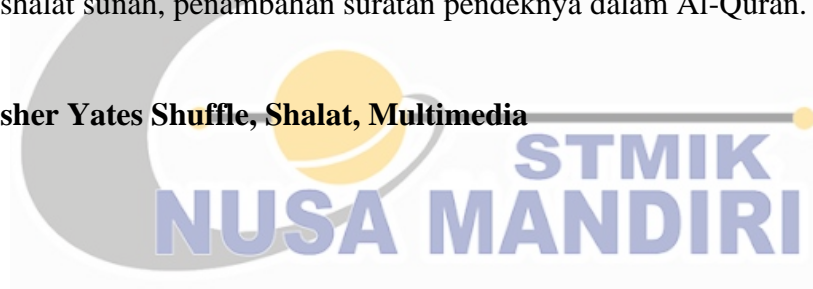 shalat sunah, penambahan suratan pendeknya dalam Al-Quran.
sher Yates Shuffle, Shalat, Multimedia
STMIK
NUSA MANDIRI